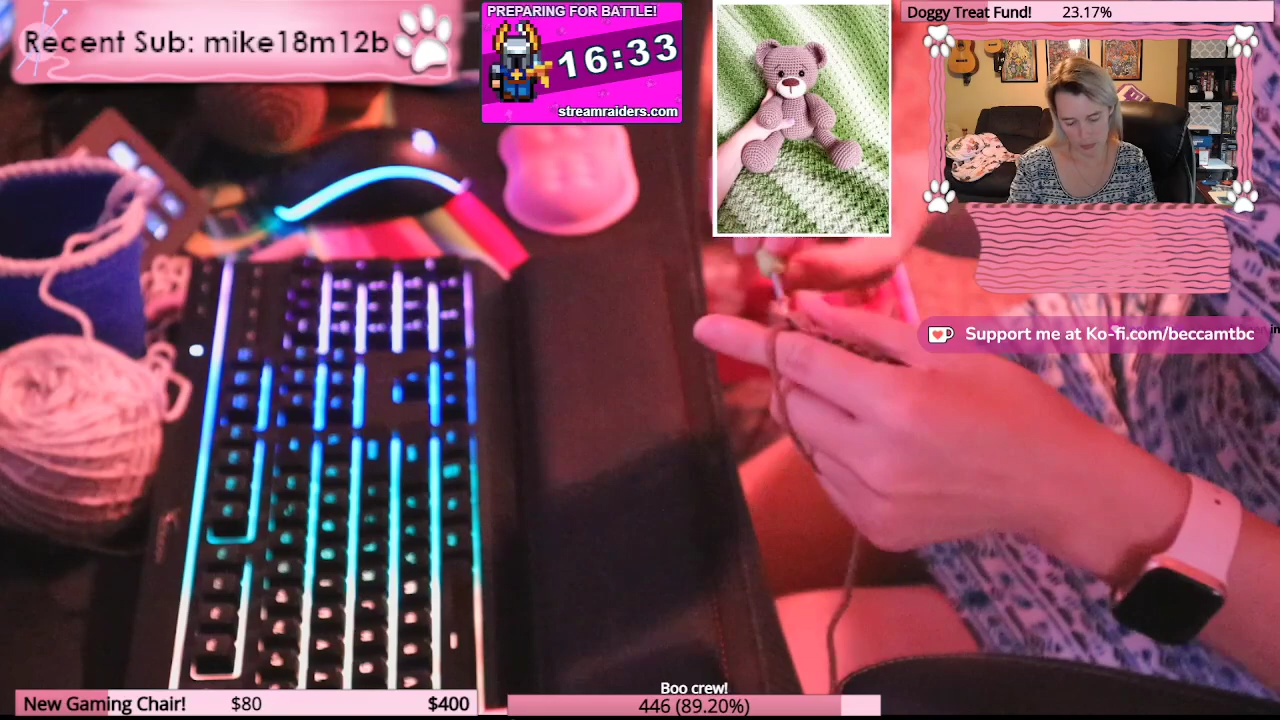 Recent Sub: mike18m12b
PREPARING FOR BATTLE!
16:33
streamraiders.com
Doggy Treat Fund! 23.17%
Support me at Ko-fi.com/beccamtbc
New Gaming Chair! $80 $400
Boo crew!
446 (89.20%)